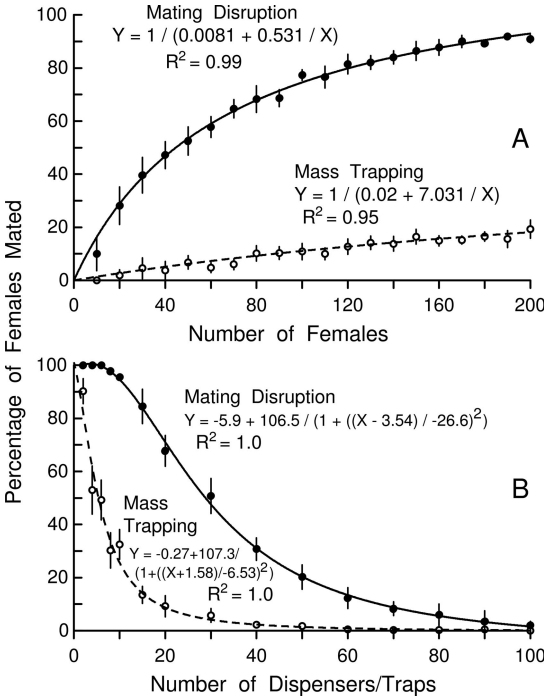 Percentage of Females Mated
100
80
60
40
20
0
Mating Disruption
Y = 1 / (0.0081 + 0.531 / X)
R² = 0.99
A
Mass Trapping
Y = 1 / (0.02 + 7.031 / X)
R² = 0.95
0 40 80 120 160 200
Number of Females
100
80
60
40
20
0
Mating Disruption
Y = -5.9 + 106.5 / (1 + ((X - 3.54) / -26.6)²)
R² = 1.0
B
Mass
Trapping
Y = -0.27+107.3/
(1+((X+1.58)/-6.53)²)
R² = 1.0
0 20 40 60 80 100
Number of Dispensers/Traps